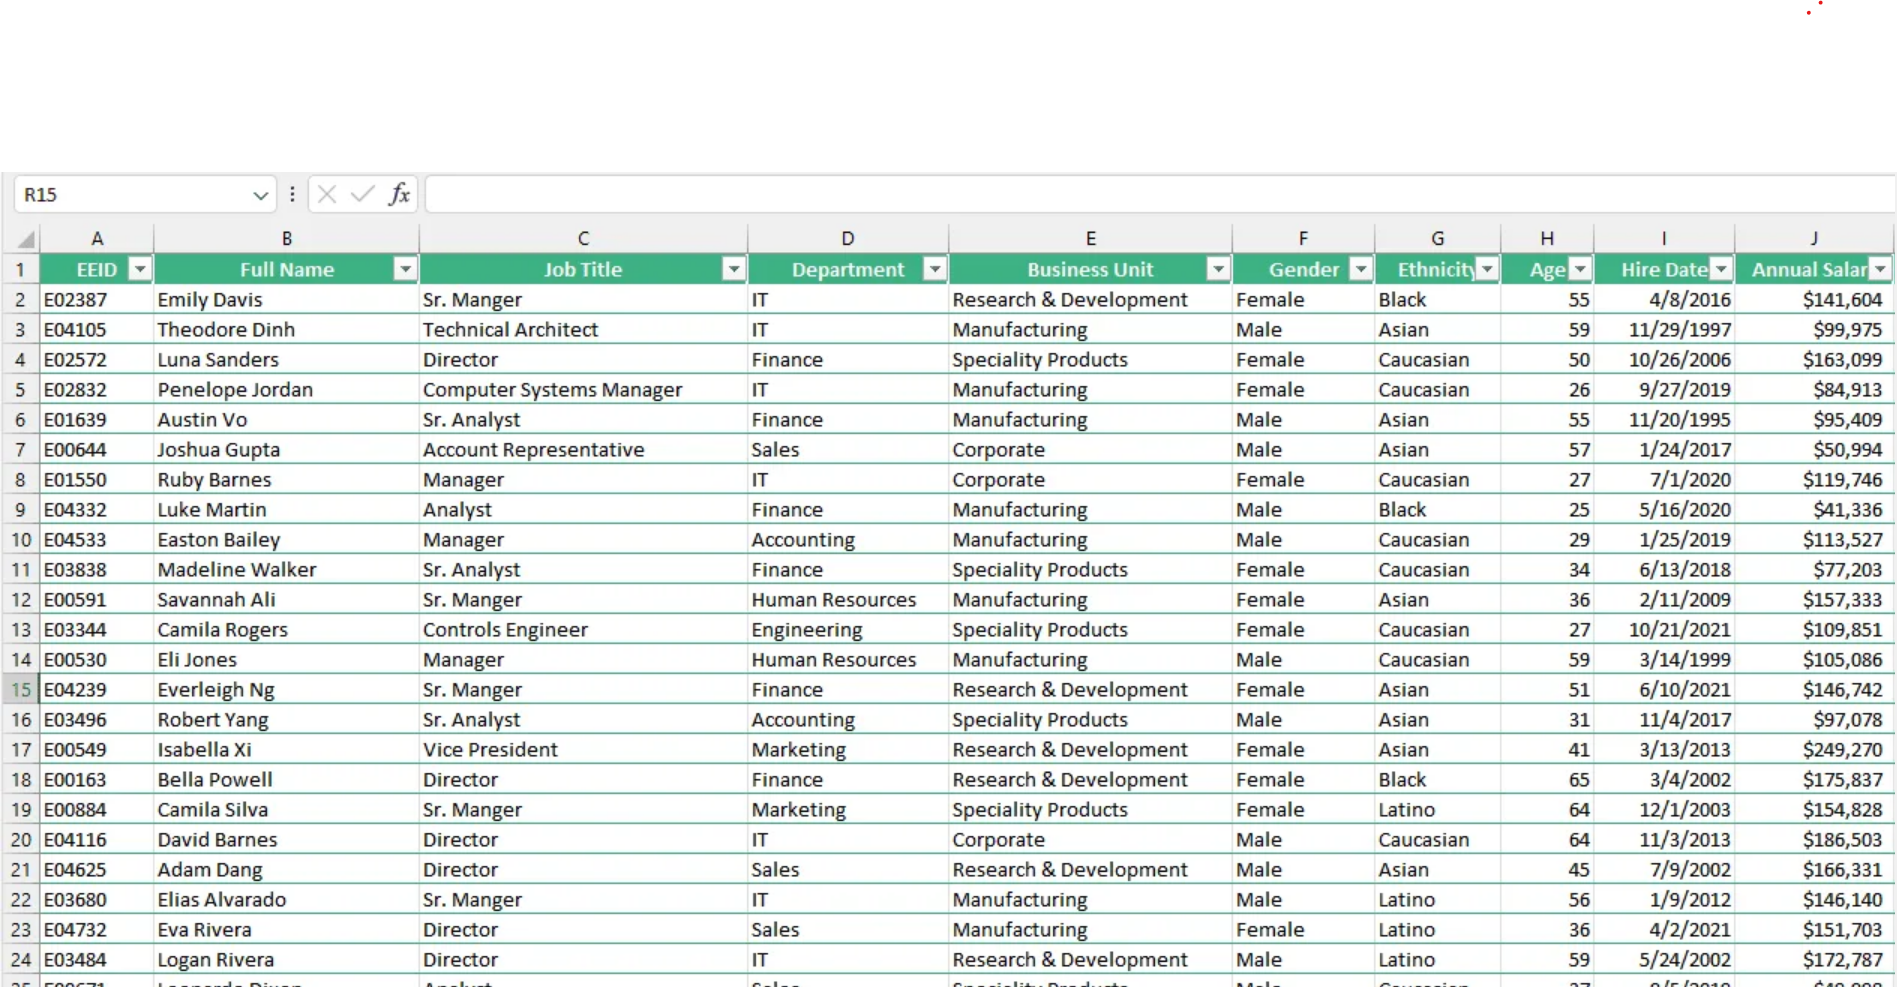 R15 fx
A B C D E F G H I J
1 EEID Full Name Job Title Department Business Unit Gender Ethnicity Age Hire Date Annual Salar
2 E02387 Emily Davis Sr. Manger IT Research & Development Female Black 55 4/8/2016 $141,604
3 E04105 Theodore Dinh Technical Architect IT Manufacturing Male Asian 59 11/29/1997 $99,975
4 E02572 Luna Sanders Director Finance Speciality Products Female Caucasian 50 10/26/2006 $163,099
5 E02832 Penelope Jordan Computer Systems Manager IT Manufacturing Female Caucasian 26 9/27/2019 $84,913
6 E01639 Austin Vo Sr. Analyst Finance Manufacturing Male Asian 55 11/20/1995 $95,409
7 E00644 Joshua Gupta Account Representative Sales Corporate Male Asian 57 1/24/2017 $50,994
8 E01550 Ruby Barnes Manager IT Corporate Female Caucasian 27 7/1/2020 $119,746
9 E04332 Luke Martin Analyst Finance Manufacturing Male Black 25 5/16/2020 $41,336
10 E04533 Easton Bailey Manager Accounting Manufacturing Male Caucasian 29 1/25/2019 $113,527
11 E03838 Madeline Walker Sr. Analyst Finance Speciality Products Female Caucasian 34 6/13/2018 $77,203
12 E00591 Savannah Ali Sr. Manger Human Resources Manufacturing Female Asian 36 2/11/2009 $157,333
13 E03344 Camila Rogers Controls Engineer Engineering Speciality Products Female Caucasian 27 10/21/2021 $109,851
14 E00530 Eli Jones Manager Human Resources Manufacturing Male Caucasian 59 3/14/1999 $105,086
15 E04239 Everleigh Ng Sr. Manger Finance Research & Development Female Asian 51 6/10/2021 $146,742
16 E03496 Robert Yang Sr. Analyst Accounting Speciality Products Male Asian 31 11/4/2017 $97,078
17 E00549 Isabella Xi Vice President Marketing Research & Development Female Asian 41 3/13/2013 $249,270
18 E00163 Bella Powell Director Finance Research & Development Female Black 65 3/4/2002 $175,837
19 E00884 Camila Silva Sr. Manger Marketing Speciality Products Female Latino 64 12/1/2003 $154,828
20 E04116 David Barnes Director IT Corporate Male Caucasian 64 11/3/2013 $186,503
21 E04625 Adam Dang Director Sales Research & Development Male Asian 45 7/9/2002 $166,331
22 E03680 Elias Alvarado Sr. Manger IT Manufacturing Male Latino 56 1/9/2012 $146,140
23 E04732 Eva Rivera Director Sales Manufacturing Female Latino 36 4/2/2021 $151,703
24 E03484 Logan Rivera Director IT Research & Development Male Latino 59 5/24/2002 $172,787